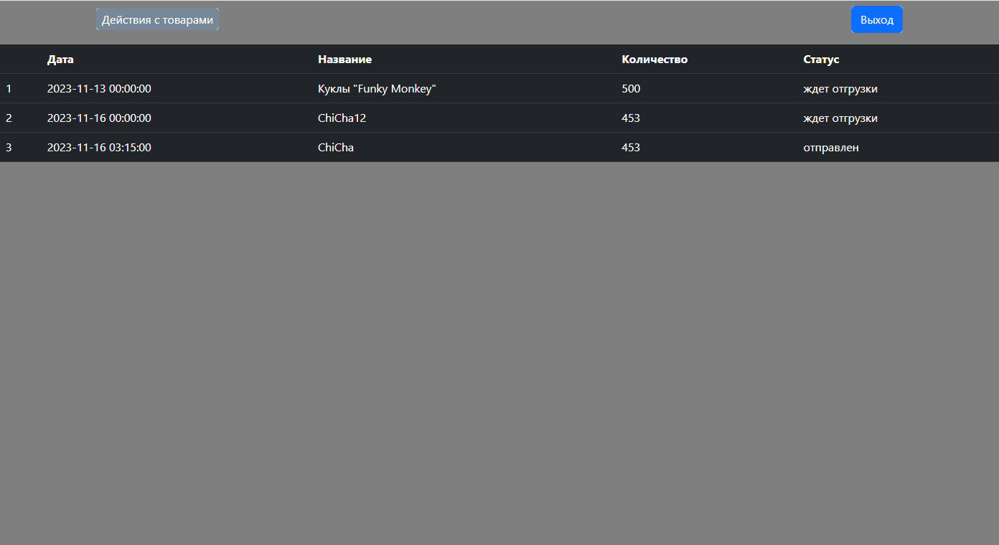 Действия с товарами Выход
Дата Название Количество Статус
1 2023-11-13 00:00:00 Куклы "Funky Monkey" 500 ждет отгрузки
2 2023-11-16 00:00:00 ChiCha12 453 ждет отгрузки
3 2023-11-16 03:15:00 ChiCha 453 отправлен